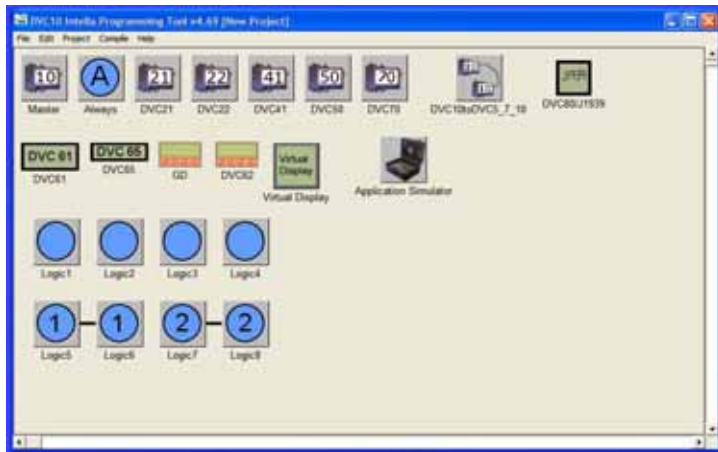 DVC10 Intella Programming Tool v4.69 [New Project]
File Edit Project Compile Help
10 A 21 22 41 50 70
Master Always DVC21 DVC22 DVC41 DVC50 DVC70 DVC10toDVC5_7_10 DVC80/J1939
DVC 61 DVC 65 Virtual Display
DVC61 DVC65 GD DVC62 Virtual Display Application Simulator
Logic1 Logic2 Logic3 Logic4
1 1 2 2
Logic5 Logic6 Logic7 Logic8